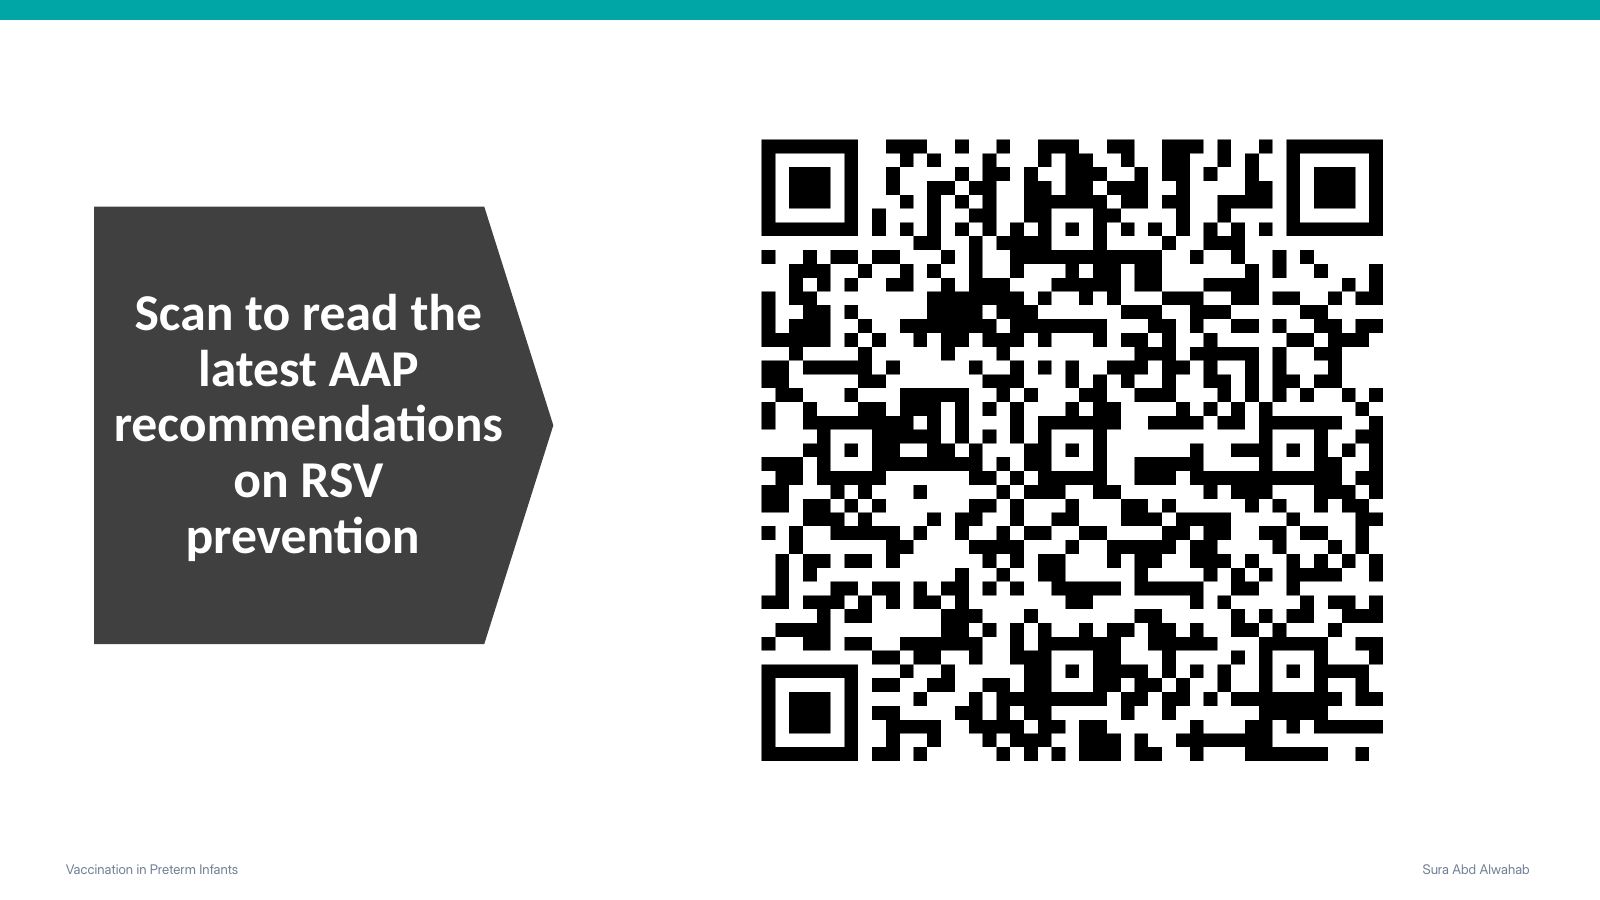 Scan to read the
latest AAP
recommendations
on RSV
prevention
Vaccination in Preterm Infants
Sura Abd Alwahab